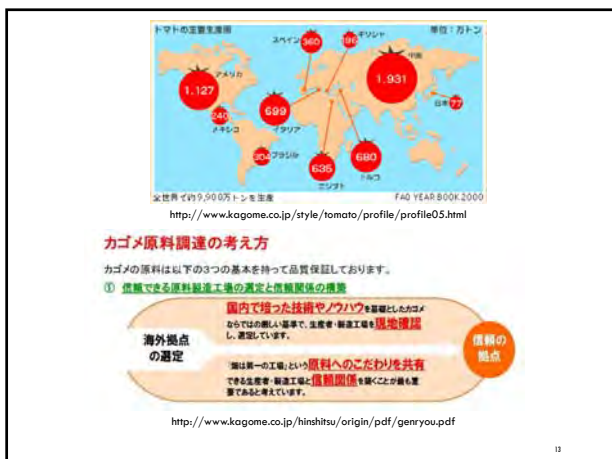 トマトの主要生産国
単位：万トン
スペイン 360
196 ギリシャ
中国
1.931
アメリカ
1.127
日本 77
240
メキシコ
699
イタリア
304 ブラジル
635
エジプト
680
トルコ
全世界で約9,900万トンを生産
FAO YEAR BOOK 2000
http://www.kagome.co.jp/style/tomato/profile/profile05.html
カゴメ原料調達の考え方
カゴメの原料は以下の3つの基本を持って品質保証しております。
① 信頼できる原料製造工場の選定と信頼関係の構築
海外拠点
の選定
国内で培った技術やノウハウを基礎としたカゴメ
ならではの厳しい基準で、生産者・製造工場を現地確認
し、選定しています。
「畑は第一の工場」という原料へのこだわりを共有
できる生産者・製造工場と信頼関係を築くことが最も重
要であると考えています。
信頼の
拠点
http://www.kagome.co.jp/hinshitsu/origin/pdf/genryou.pdf
13